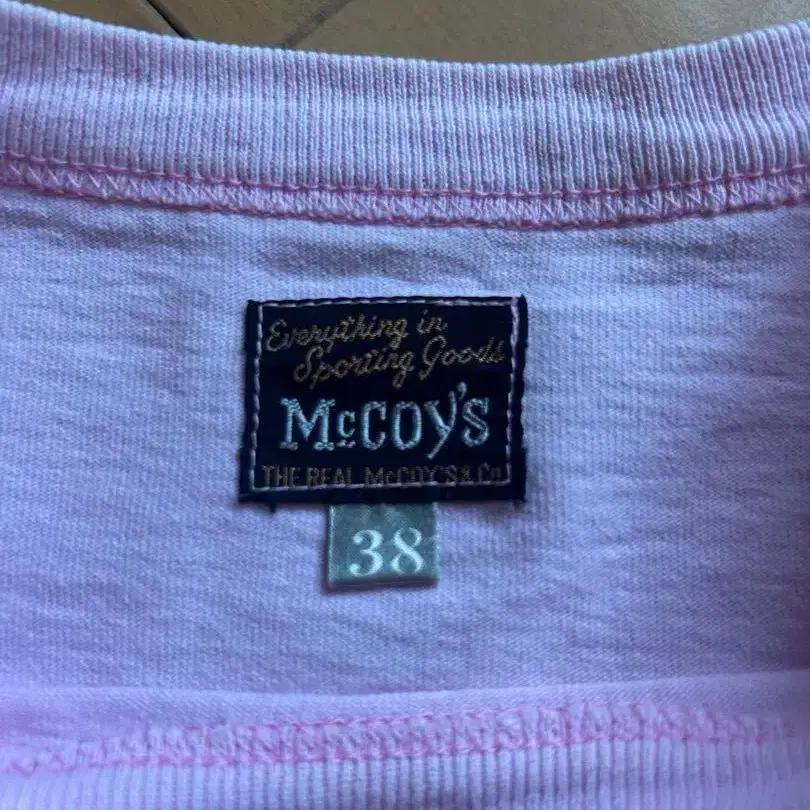 Everything in
Sporting Goods
McCOY'S
THE REAL McCOY'S & Co.
38